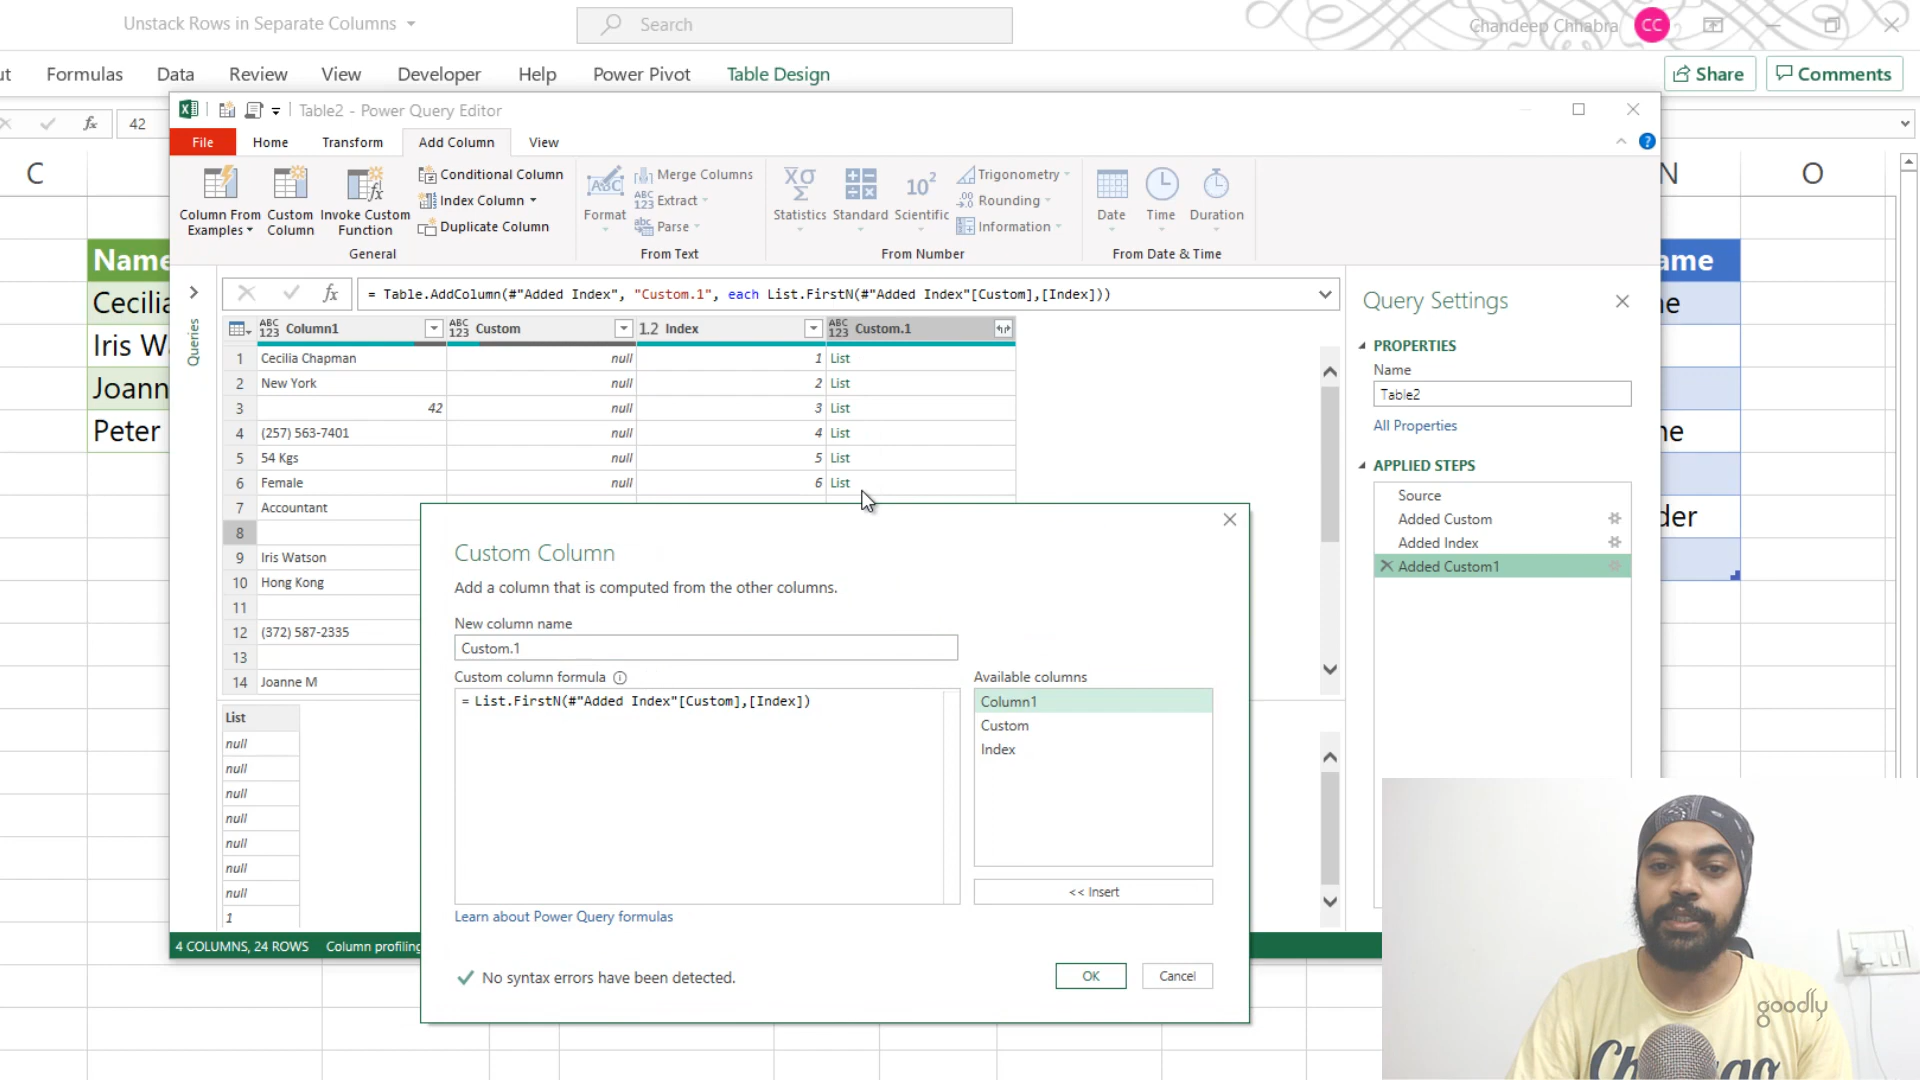 Unstack Rows in Separate Columns
Search
Chandeep Chhabra
CC
Formulas
Data
Review
View
Developer
Help
Power Pivot
Table Design
Share
Comments
fx
42
Table2 - Power Query Editor
File
Home
Transform
Add Column
View
Column From Examples
Custom Column
Invoke Custom Function
Conditional Column
Index Column
Duplicate Column
General
Format
Merge Columns
Extract
Parse
From Text
Statistics
Standard
Scientific
Trigonometry
Rounding
Information
From Number
Date
Time
Duration
From Date & Time
C
N
O
Name
Cecilia
Iris W
Joann
Peter
ame
ne
ne
der
Queries
fx
= Table.AddColumn(#"Added Index", "Custom.1", each List.FirstN(#"Added Index"[Custom],[Index]))
ABC 123 Column1
ABC 123 Custom
1.2 Index
ABC 123 Custom.1
1 Cecilia Chapman null 1 List
2 New York null 2 List
3 42 null 3 List
4 (257) 563-7401 null 4 List
5 54 Kgs null 5 List
6 Female null 6 List
7 Accountant
8
9 Iris Watson
10 Hong Kong
11
12 (372) 587-2335
13
14 Joanne M
List
null
null
null
null
null
null
null
1
4 COLUMNS, 24 ROWS
Column profiling
Query Settings
PROPERTIES
Name
Table2
All Properties
APPLIED STEPS
Source
Added Custom
Added Index
Added Custom1
Custom Column
Add a column that is computed from the other columns.
New column name
Custom.1
Custom column formula
= List.FirstN(#"Added Index"[Custom],[Index])
Available columns
Column1
Custom
Index
<< Insert
Learn about Power Query formulas
No syntax errors have been detected.
OK
Cancel
goodly